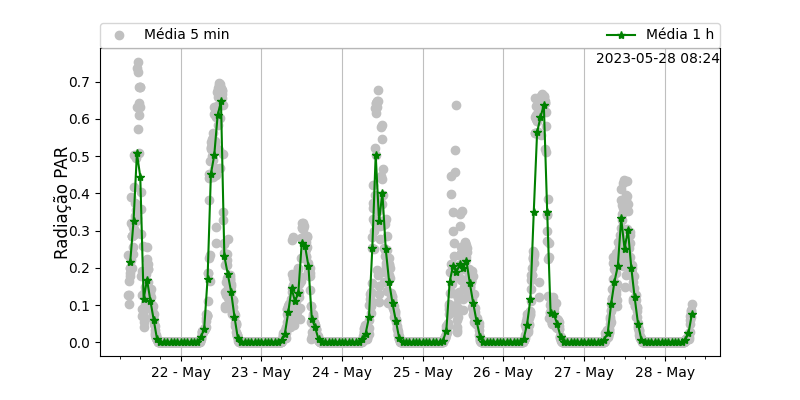 Média 5 min
Média 1 h
2023-05-28 08:24
Radiação PAR
0.7
0.6
0.5
0.4
0.3
0.2
0.1
0.0
22 - May
23 - May
24 - May
25 - May
26 - May
27 - May
28 - May